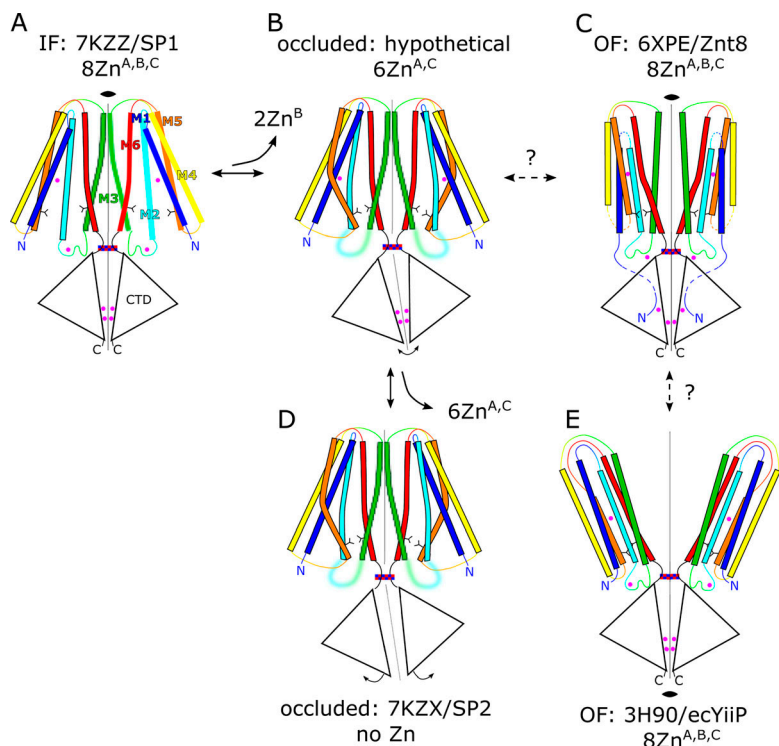 A
IF: 7KZZ/SP1
8Zn^A,B,C
M1
M5
M6
M4
M3
M2
N
CTD
C C
2Zn^B
B
occluded: hypothetical
6Zn^A,C
N
?
C
OF: 6XPE/Znt8
8Zn^A,B,C
N
N
C C
6Zn^A,C
D
N
N
occluded: 7KZX/SP2
no Zn
?
E
N
N
C C
OF: 3H90/ecYiiP
8Zn^A,B,C